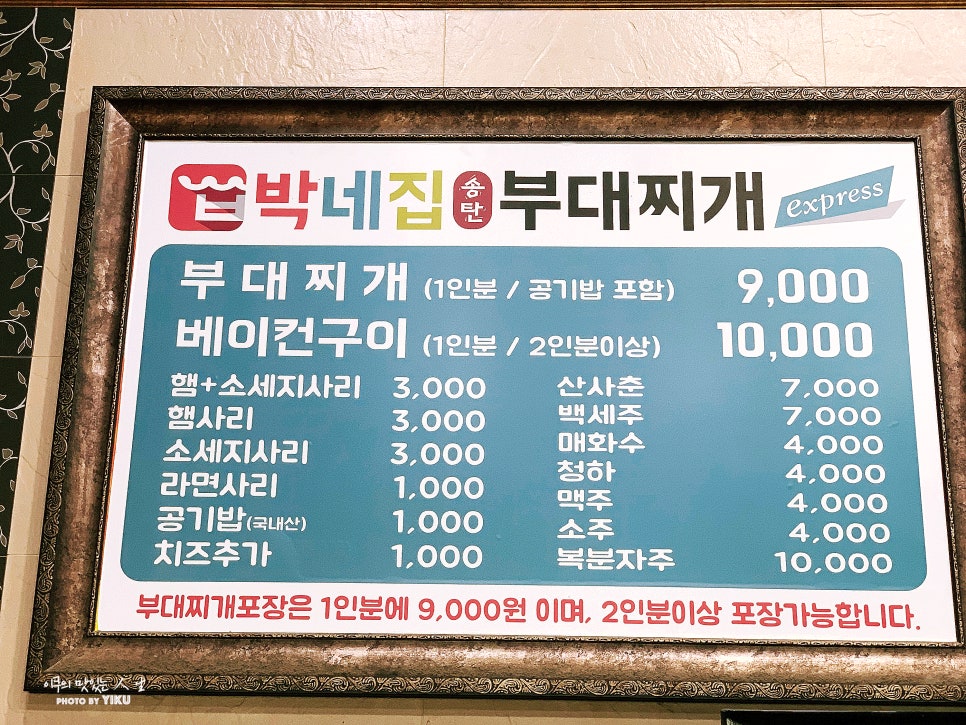 박네집 송탄 부대찌개 express
부대찌개 (1인분 / 공기밥 포함) 9,000
베이컨구이 (1인분 / 2인분이상) 10,000
햄+소세지사리 3,000
햄사리 3,000
소세지사리 3,000
라면사리 1,000
공기밥(국내산) 1,000
치즈추가 1,000
산사춘 7,000
백세주 7,000
매화수 4,000
청하 4,000
맥주 4,000
소주 4,000
복분자주 10,000
부대찌개포장은 1인분에 9,000원 이며, 2인분이상 포장가능합니다.
이쿠의 맛있는
PHOTO BY YIKU